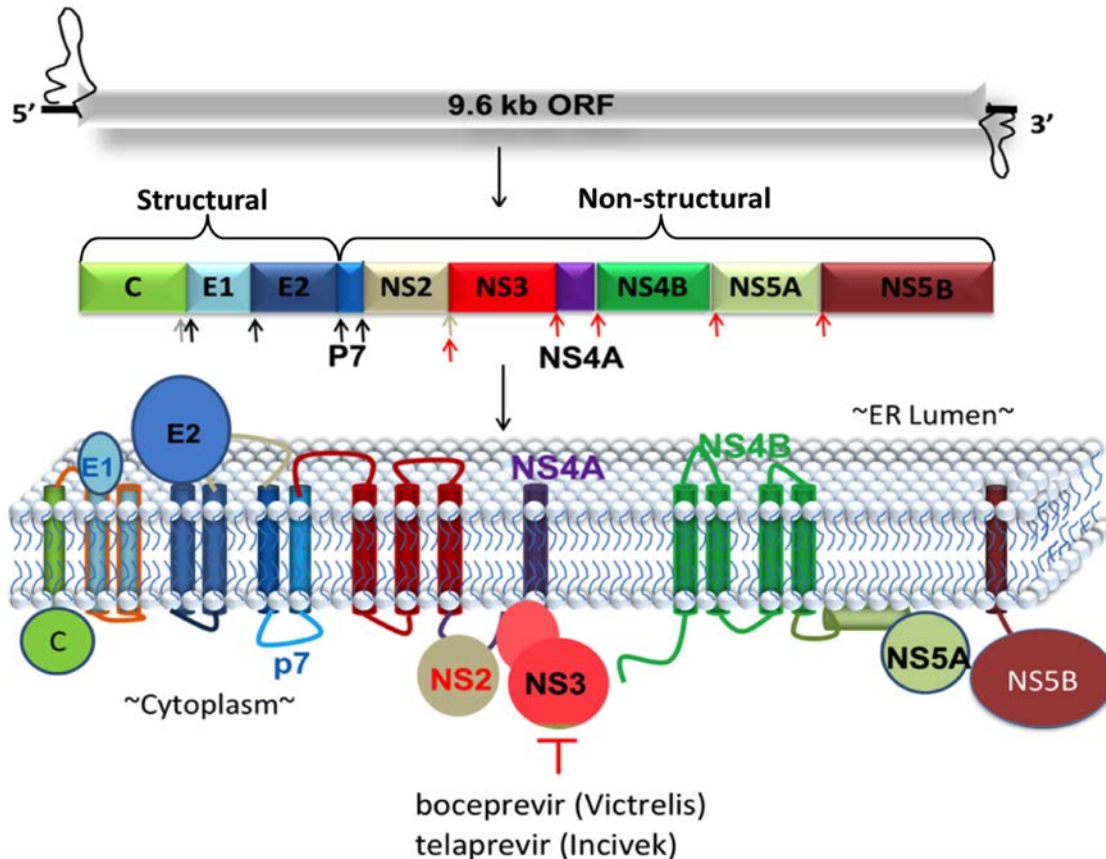 5’
9.6 kb ORF
3’
Structural
Non-structural
C
E1
E2
NS2
NS3
NS4B
NS5A
NS5B
P7
NS4A
~ER Lumen~
E2
E1
NS4A
NS4B
C
p7
NS2
NS3
NS5A
NS5B
~Cytoplasm~
boceprevir (Victrelis)
telaprevir (Incivek)